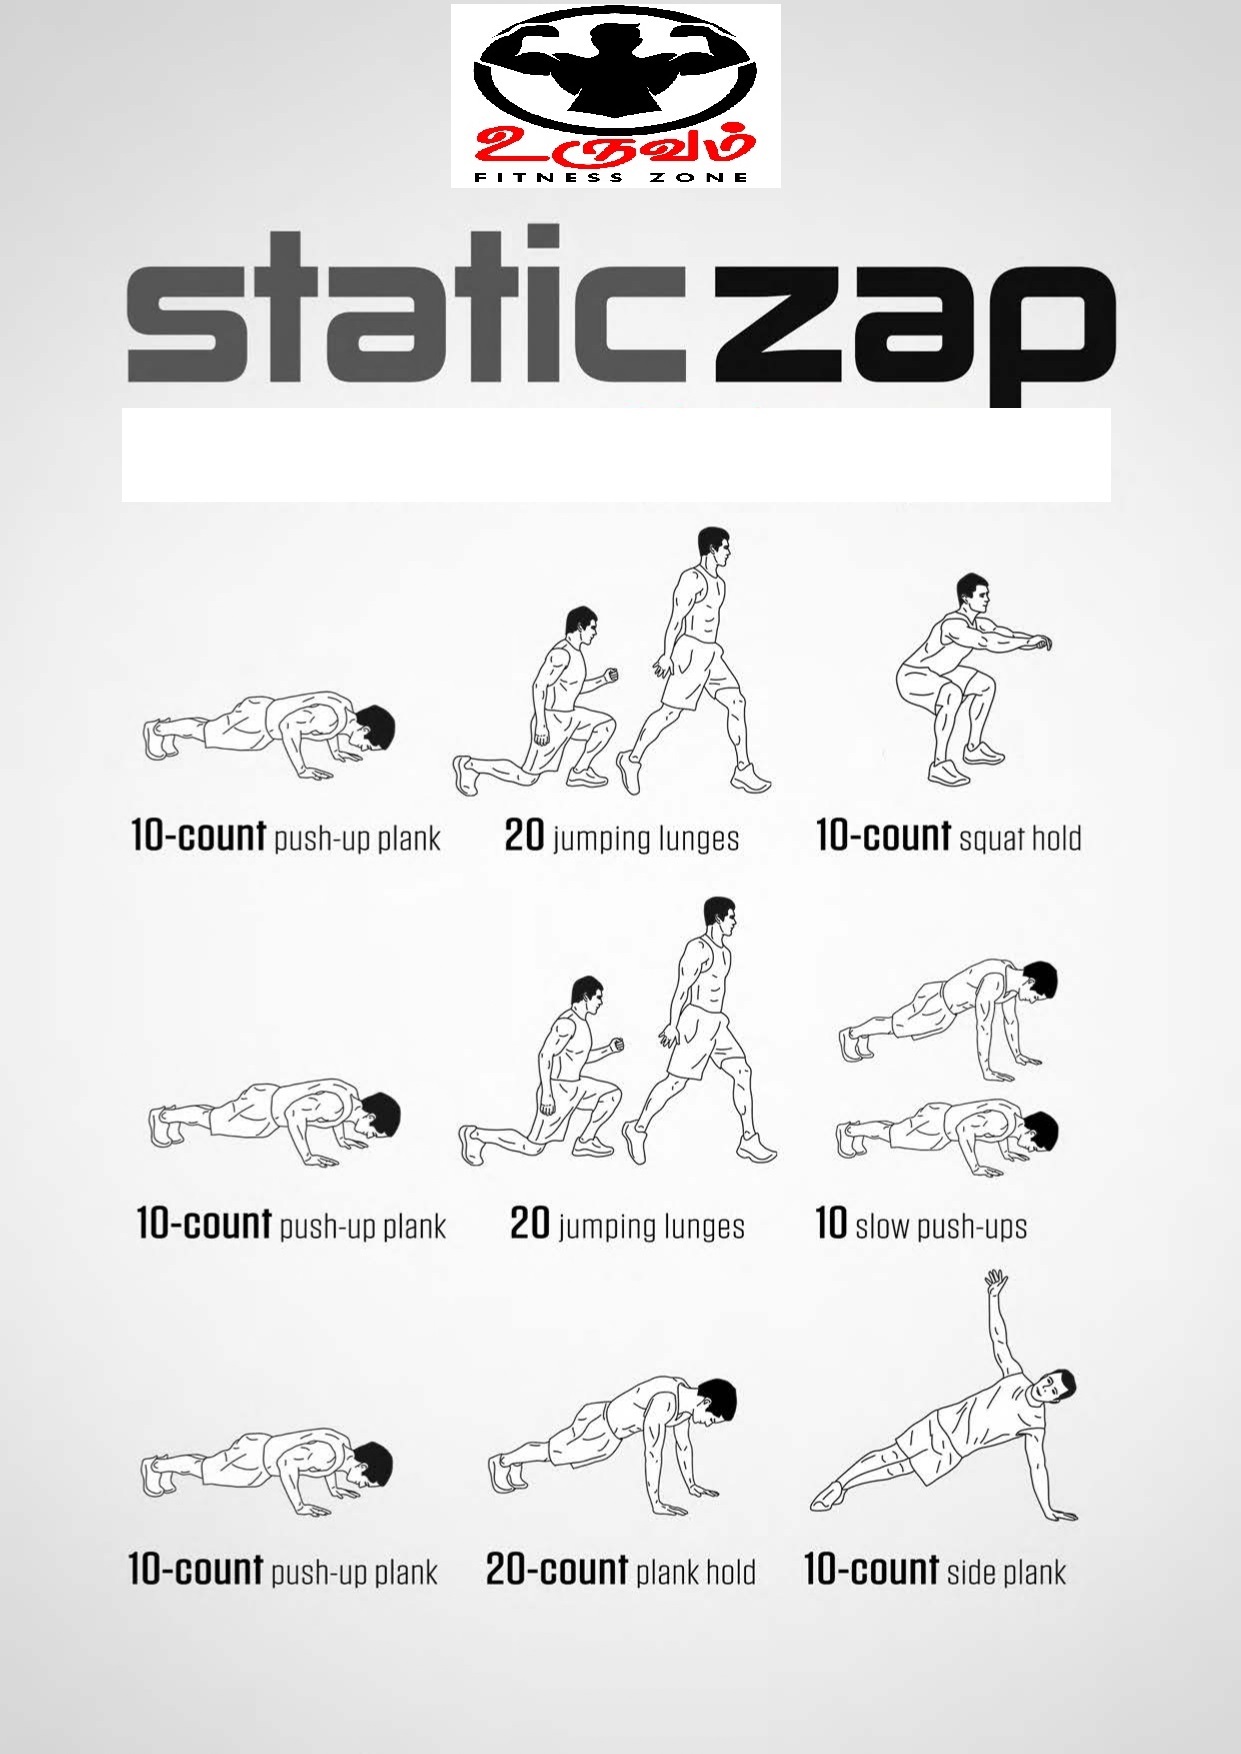 உருவம்
FITNESS ZONE
static zap
10-count push-up plank
20 jumping lunges
10-count squat hold
10-count push-up plank
20 jumping lunges
10 slow push-ups
10-count push-up plank
20-count plank hold
10-count side plank